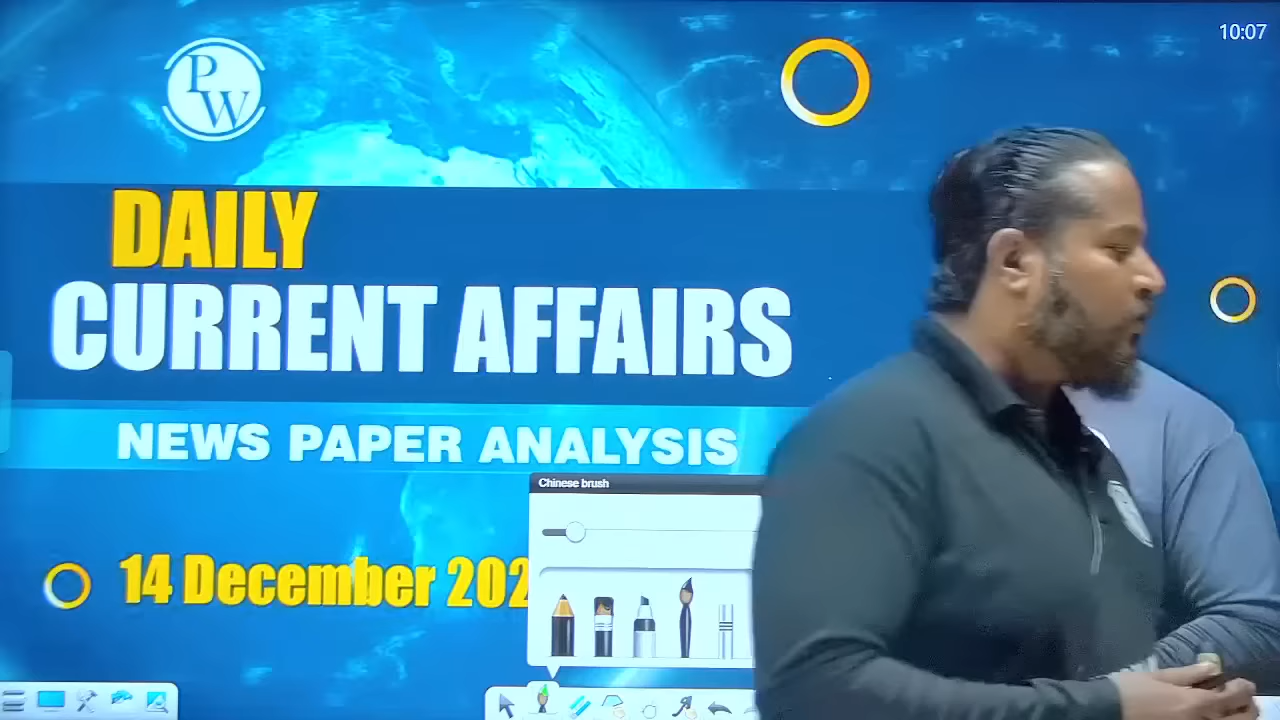 10:07
PW
DAILY
CURRENT AFFAIRS
NEWS PAPER ANALYSIS
Chinese brush
14 December 202